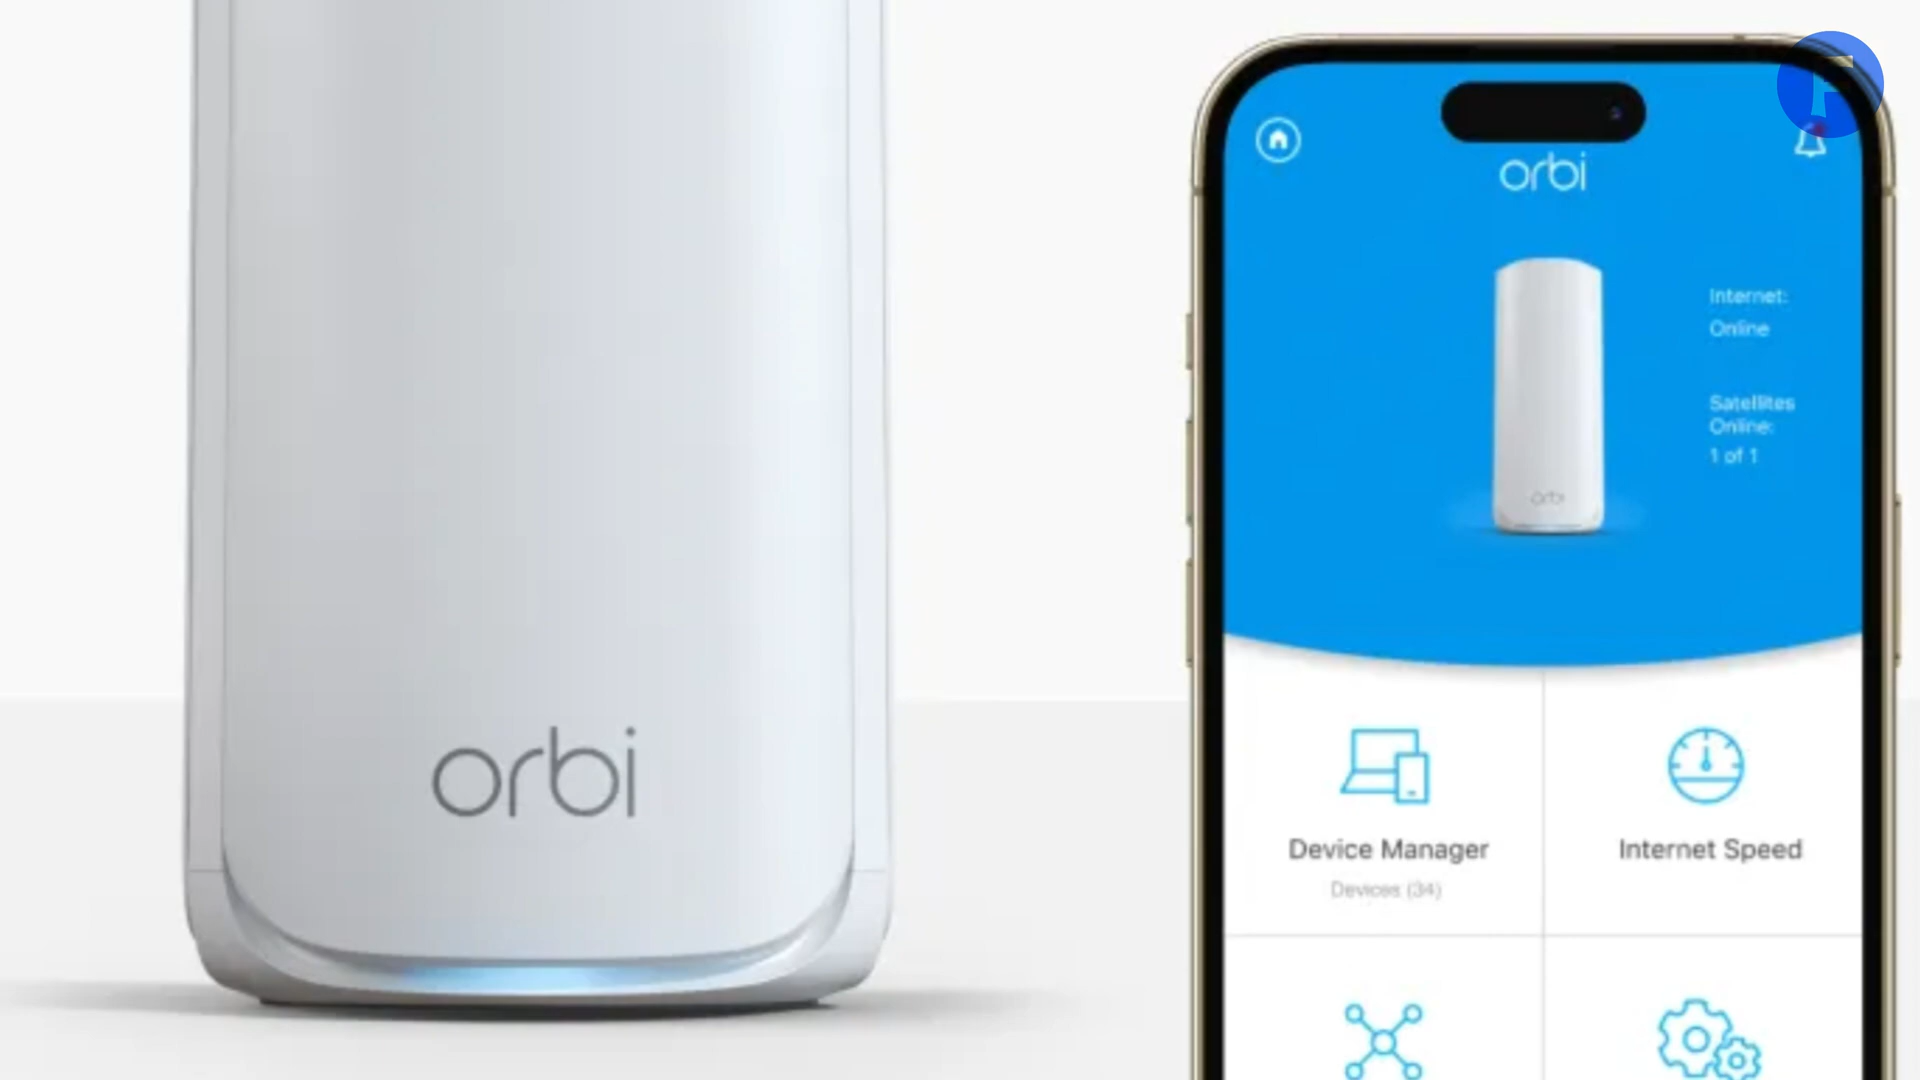 orbi
orbi
Internet:
Online
Satellites
Online:
1 of 1
orbi
Device Manager
Devices (34)
Internet Speed
F